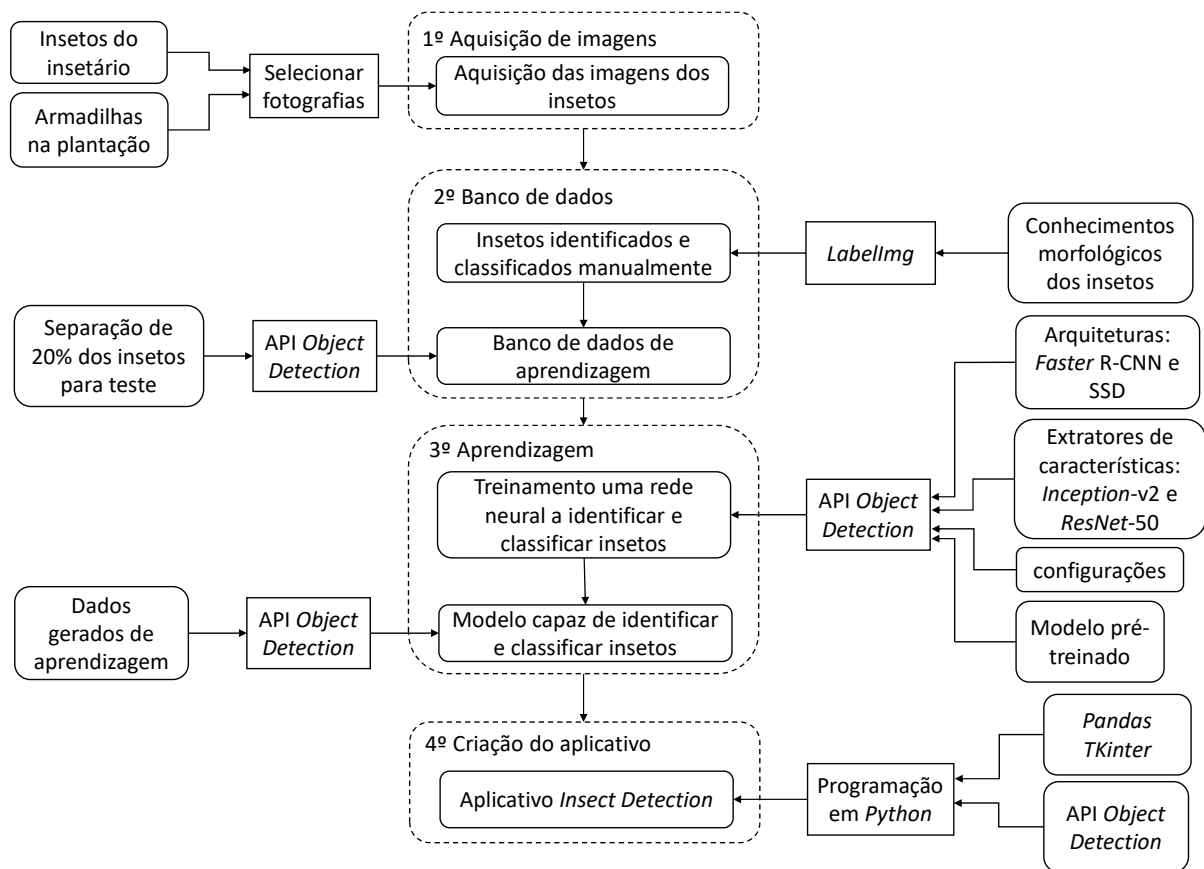 Insetos do
insetário
Armadilhas
na plantação
Selecionar
fotografias
1º Aquisição de imagens
Aquisição das imagens dos
insetos
2º Banco de dados
Insetos identificados e
classificados manualmente
LabelImg
Conhecimentos
morfológicos
dos insetos
Separação de
20% dos insetos
para teste
API Object
Detection
Banco de dados de
aprendizagem
Arquiteturas:
Faster R-CNN e
SSD
3º Aprendizagem
Treinamento uma rede
neural a identificar e
classificar insetos
API Object
Detection
Extratores de
características:
Inception-v2 e
ResNet-50
configurações
Modelo pré-
treinado
Dados
gerados de
aprendizagem
API Object
Detection
Modelo capaz de identificar
e classificar insetos
4º Criação do aplicativo
Aplicativo Insect Detection
Programação
em Python
Pandas
TKinter
API Object
Detection